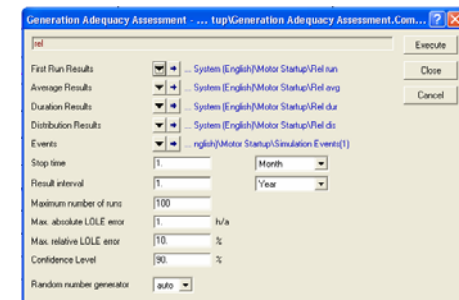 Generation Adequacy Assessment - ... tup\Generation Adequacy Assessment.Com...
rel
Execute
First Run Results ... System (English)\Motor Startup\Rel run
Close
Average Results ... System (English)\Motor Startup\Rel avg
Cancel
Duration Results ... System (English)\Motor Startup\Rel dur
Distribution Results ... System (English)\Motor Startup\Rel dis
Events ... nglish)\Motor Startup\Simulation Events(1)
Stop time 1. Month
Result interval 1. Year
Maximum number of runs 100
Max. absolute LOLE error 1. h/a
Max. relative LOLE error 10. %
Confidence Level 90. %
Random number generator auto